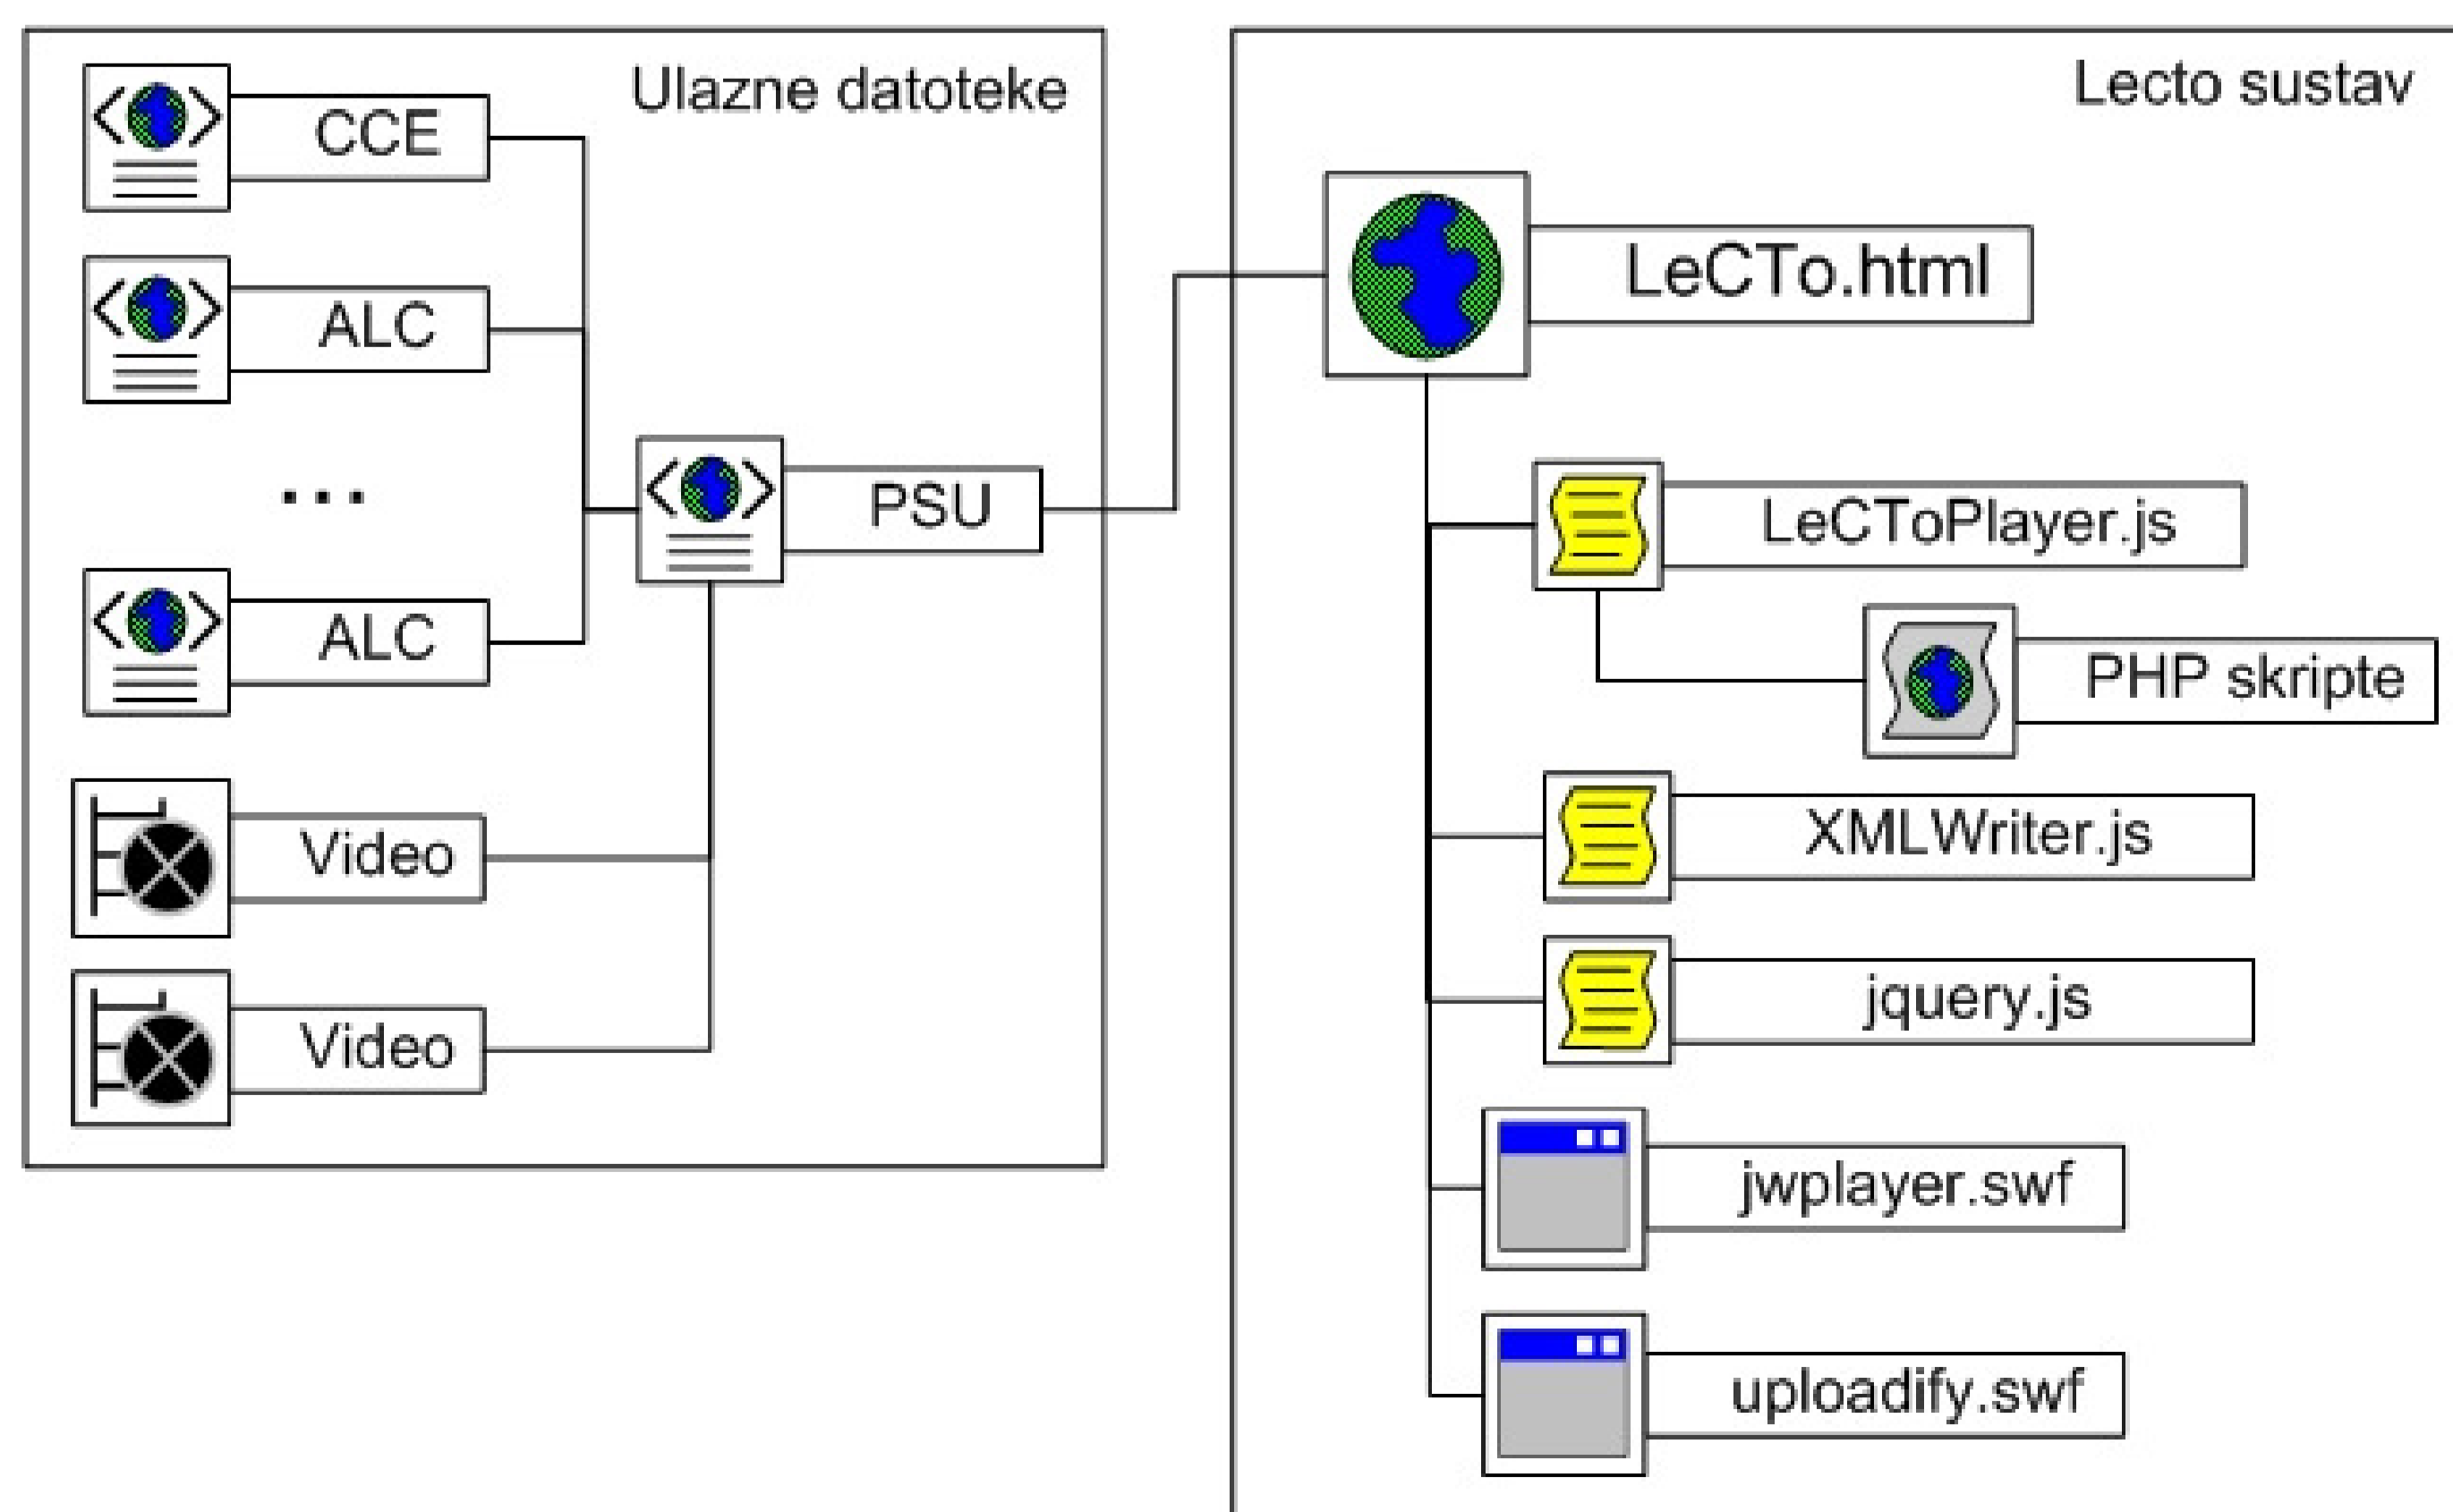 Ulazne datoteke
CCE
ALC
...
ALC
PSU
Video
Video
Lecto sustav
LeCTo.html
LeCToPlayer.js
PHP skripte
XMLWriter.js
jquery.js
jwplayer.swf
uploadify.swf